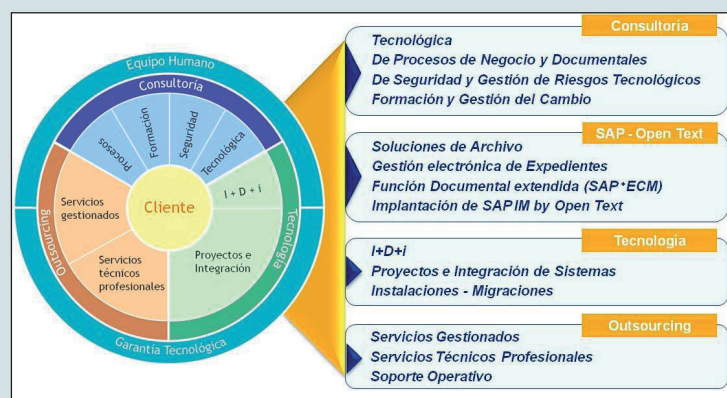 Equipo Humano
Consultoría
Procesos
Formación
Seguridad
Tecnológica
I + D + i
Tecnología
Servicios
gestionados
Cliente
Outsourcing
Servicios
técnicos
profesionales
Proyectos e
Integración
Garantía Tecnológica
Consultoría
Tecnológica
De Procesos de Negocio y Documentales
De Seguridad y Gestión de Riesgos Tecnológicos
Formación y Gestión del Cambio
SAP - Open Text
Soluciones de Archivo
Gestión electrónica de Expedientes
Función Documental extendida (SAP+ECM)
Implantación de SAP IM by Open Text
Tecnología
I+D+i
Proyectos e Integración de Sistemas
Instalaciones - Migraciones
Outsourcing
Servicios Gestionados
Servicios Técnicos Profesionales
Soporte Operativo